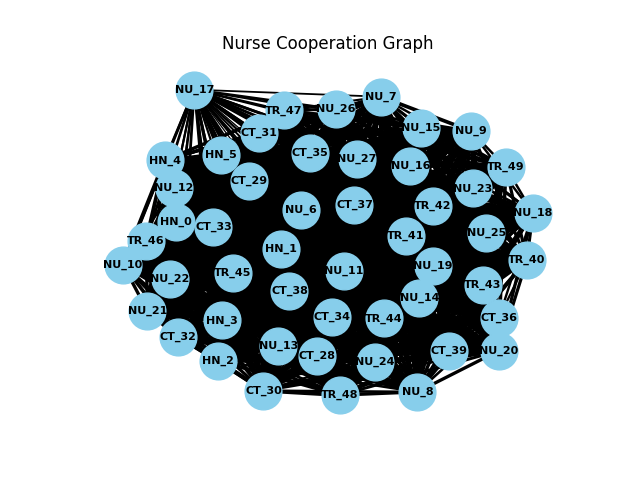 Nurse Cooperation Graph
NU_17
NU_7
TR_47
NU_26
CT_31
NU_15
NU_9
HN_4
HN_5
CT_35
NU_27
NU_16
TR_49
NU_12
CT_29
NU_23
HN_0
CT_33
NU_6
CT_37
TR_42
NU_18
TR_46
HN_1
TR_41
NU_25
NU_10
NU_22
TR_45
NU_11
NU_19
TR_40
CT_38
NU_14
TR_43
NU_21
HN_3
CT_34
TR_44
CT_36
CT_32
HN_2
NU_13
CT_28
NU_24
CT_39
NU_20
CT_30
TR_48
NU_8